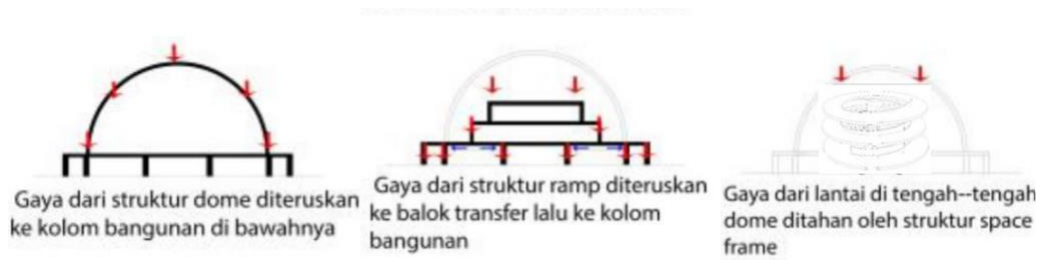 Gaya dari struktur dome diteruskan
ke kolom bangunan di bawahnya
Gaya dari struktur ramp diteruskan
ke balok transfer lalu ke kolom
bangunan
Gaya dari lantai di tengah--tengah
dome ditahan oleh struktur space
frame